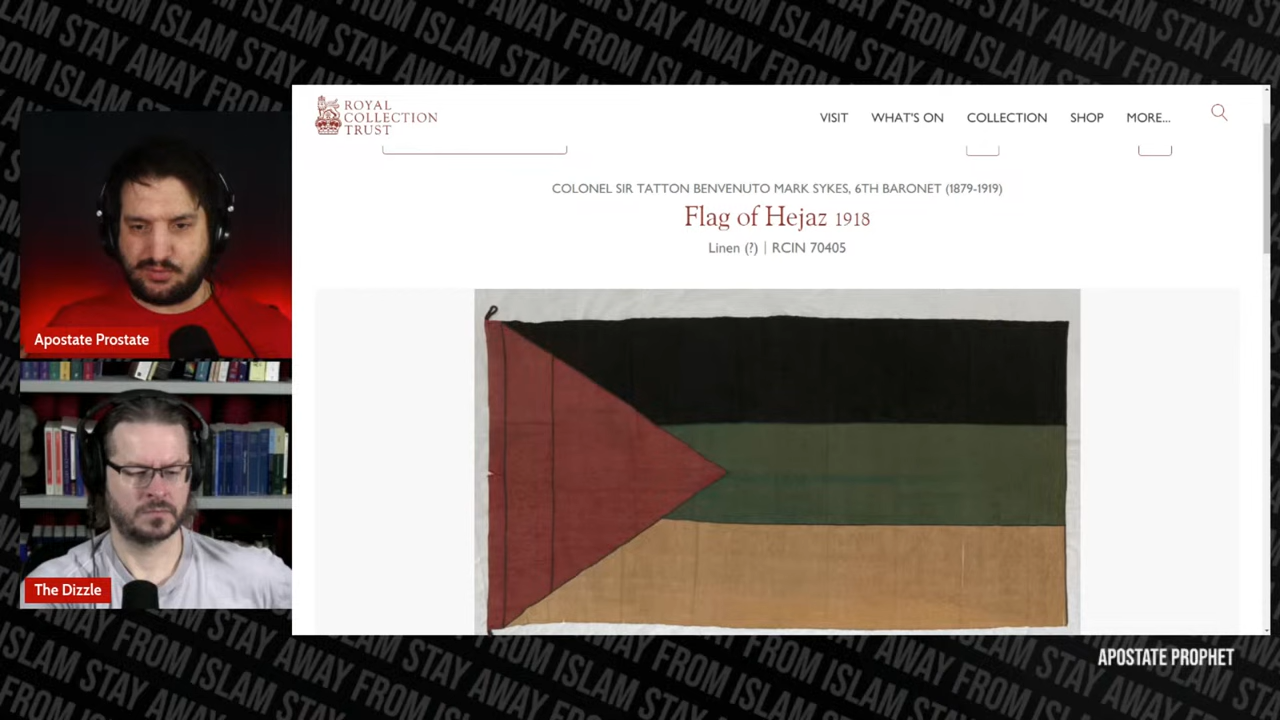 ROYAL
COLLECTION
TRUST
VISIT WHAT'S ON COLLECTION SHOP MORE...
COLONEL SIR TATTON BENVENUTO MARK SYKES, 6TH BARONET (1879-1919)
Flag of Hejaz 1918
Linen (?) | RCIN 70405
Apostate Prostate
The Dizzle
APOSTATE PROPHET
STAY AWAY FROM ISLAM